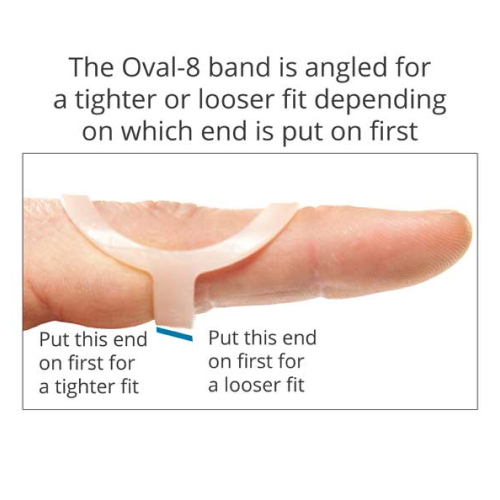 The Oval-8 band is angled for
a tighter or looser fit depending
on which end is put on first
Put this end
on first for
a tighter fit
Put this end
on first for
a looser fit